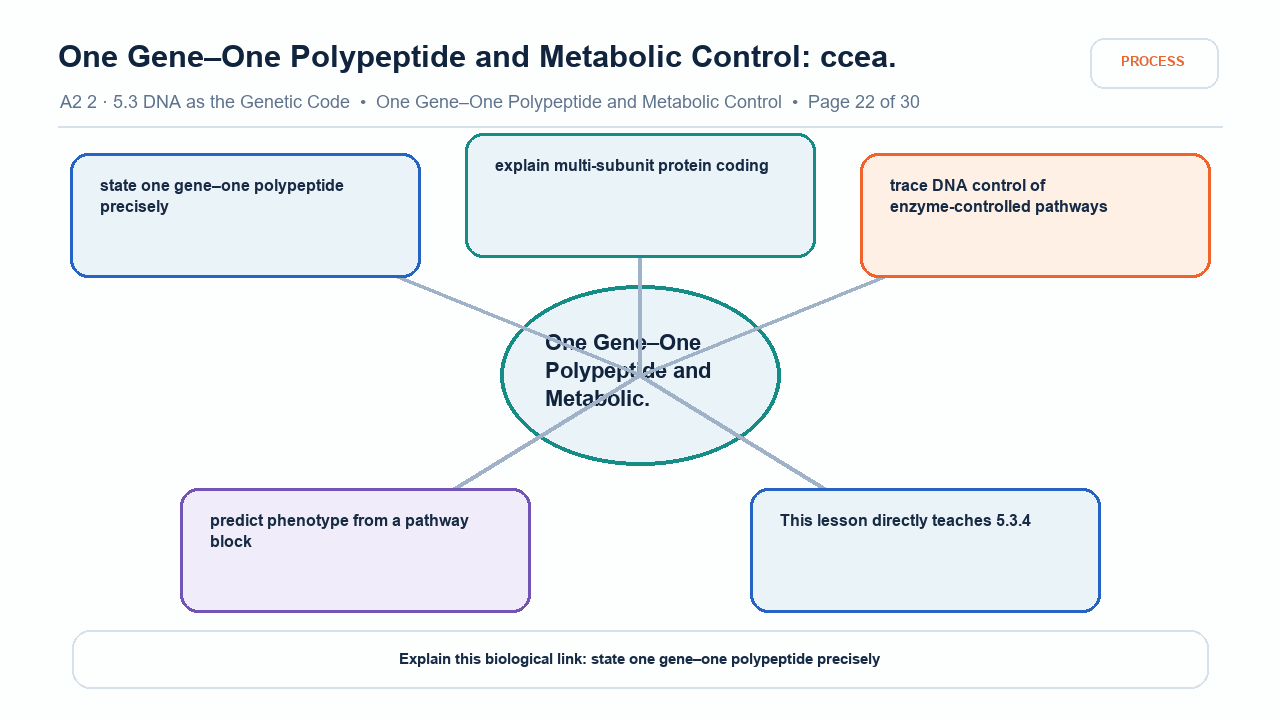 One Gene–One Polypeptide and Metabolic Control: ccea.
PROCESS
A2 2 · 5.3 DNA as the Genetic Code • One Gene–One Polypeptide and Metabolic Control • Page 22 of 30
state one gene–one polypeptide
precisely
explain multi-subunit protein coding
trace DNA control of
enzyme-controlled pathways
One Gene–One
Polypeptide and
Metabolic.
predict phenotype from a pathway
block
This lesson directly teaches 5.3.4
Explain this biological link: state one gene–one polypeptide precisely